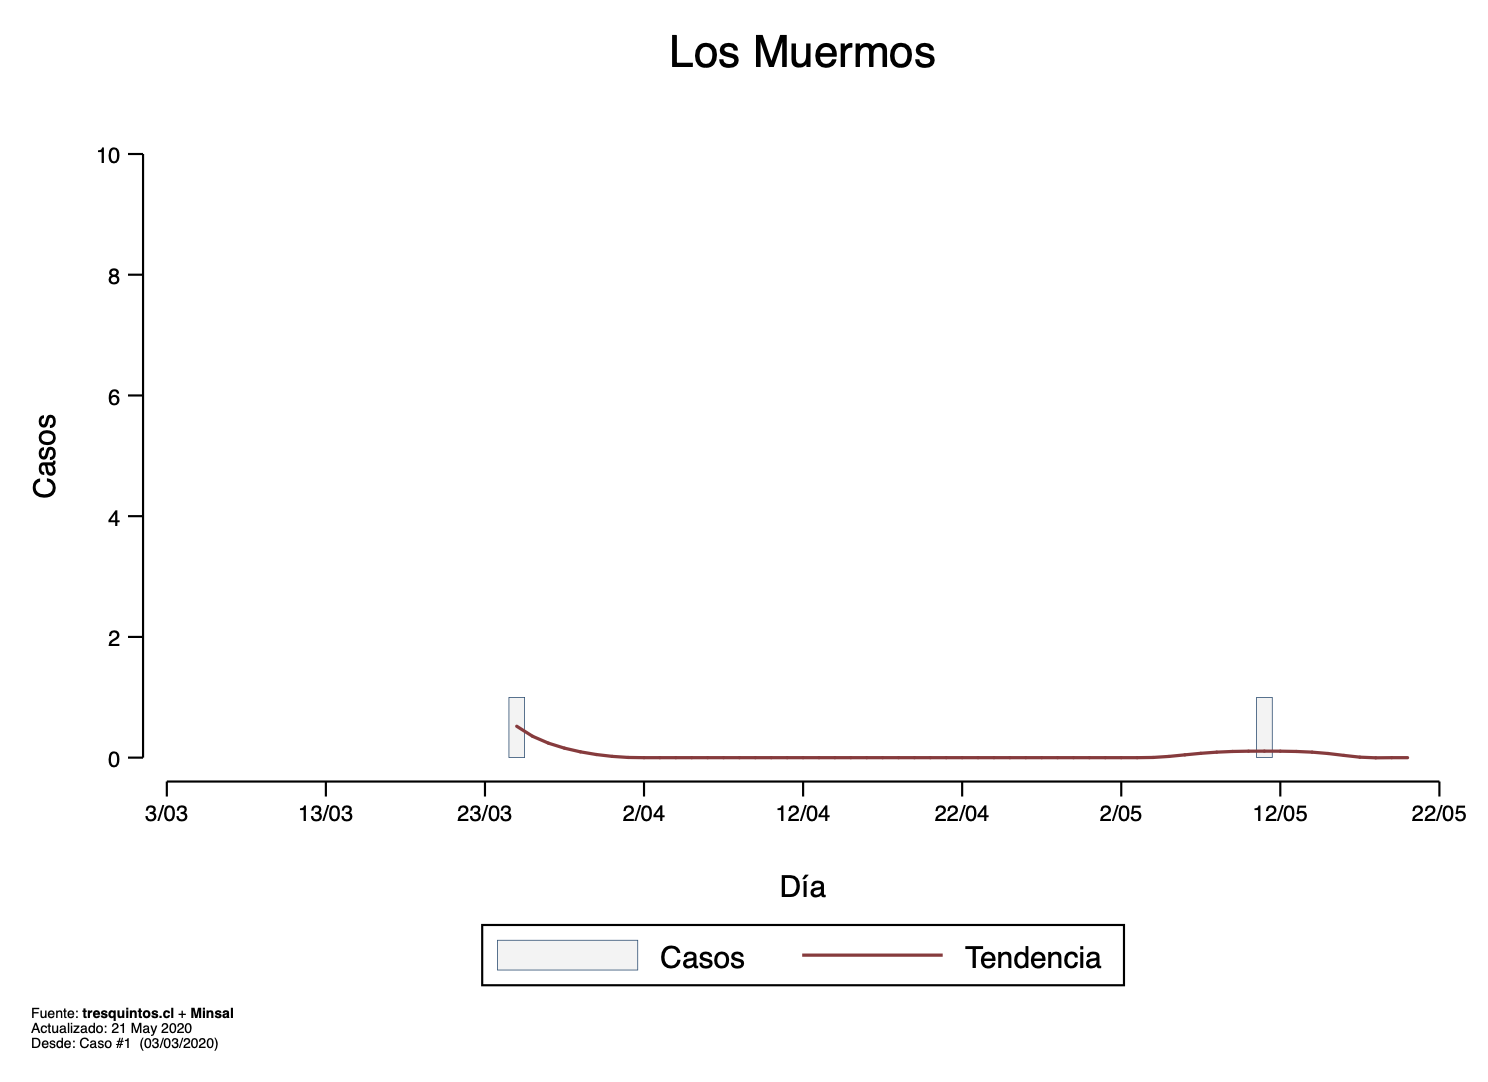 Los Muermos
Casos
10
8
6
4
2
0
3/03 13/03 23/03 2/04 12/04 22/04 2/05 12/05 22/05
Día
Casos Tendencia
Fuente: tresquintos.cl + Minsal
Actualizado: 21 May 2020
Desde: Caso #1 (03/03/2020)